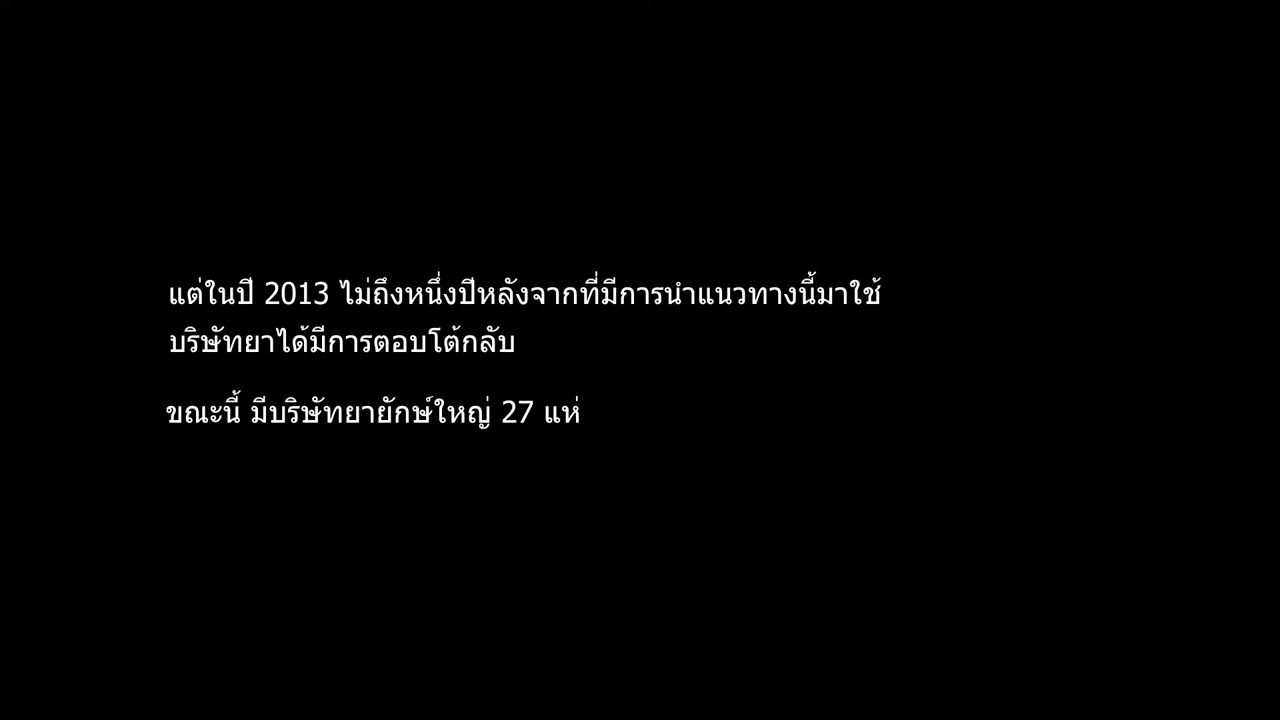 แต่ในปี 2013 ไม่ถึงหนึ่งปีหลังจากที่มีการนำแนวทางนี้มาใช้
บริษัทยาได้มีการตอบโต้กลับ
ขณะนี้ มีบริษัทยายักษ์ใหญ่ 27 แห่